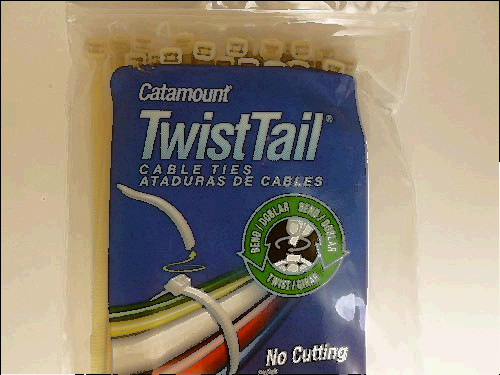 Catamount
TwistTail®
CABLE TIES
ATADURAS DE CABLES
BEND / DOBLAR BEND / DOBLAR
TWIST / GIRAR
No Cutting